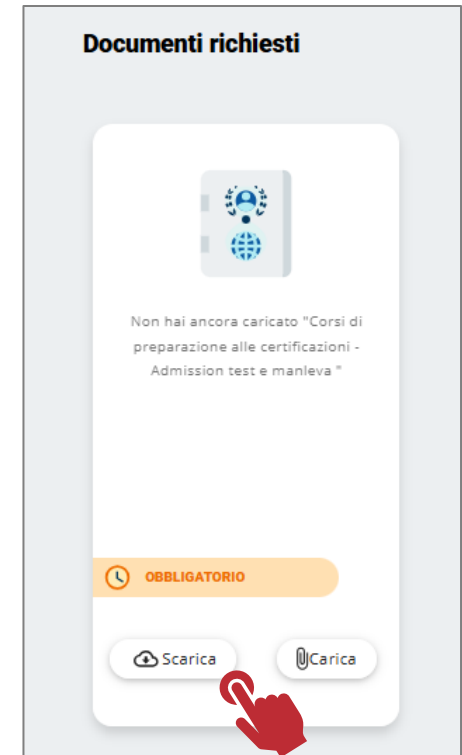 Documenti richiesti
Non hai ancora caricato "Corsi di
preparazione alle certificazioni -
Admission test e manleva "
OBBLIGATORIO
Scarica
Carica